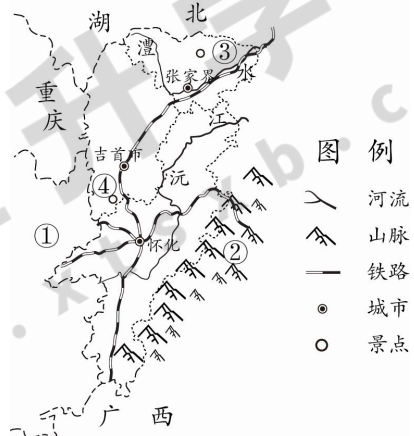 湖 北
澧 ③
张家界 水
重庆
江
吉首市
沅
④
①
怀化
②
广 西
图 例
河流
山脉
铁路
城市
景点